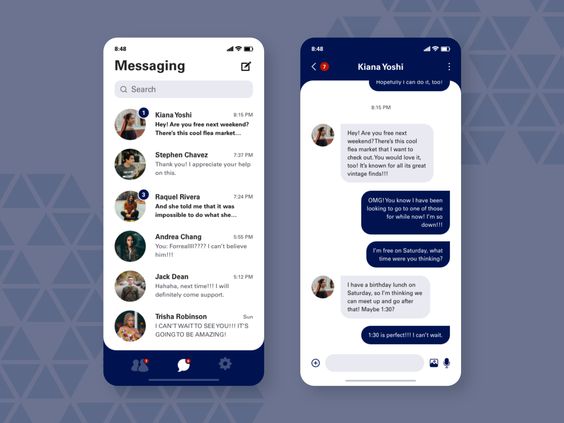 8:48
Messaging
Search
1
Kiana Yoshi 8:15 PM
Hey! Are you free next weekend?
There's this cool flea market...
Stephen Chavez 7:37 PM
Thank you! I appreciate your help
on this.
3
Raquel Rivera 7:24 PM
And she told me that it was
impossible to do what she...
Andrea Chang 5:55 PM
You: Forreallll???? I can't believe
him!!!
Jack Dean 5:12 PM
Hahaha, next time!!! I will
definitely come support.
Trisha Robinson Sun
I CAN'T WAIT TO SEE YOU!!! IT'S
GOING TO BE AMAZING!
8:48
7
Kiana Yoshi
Hopefully I can do it, too!
8:15 PM
Hey! Are you free next
weekend? There's this cool
flea market that I want to
check out. You would love it,
too! It's known for all its great
vintage finds!!!
OMG! You know I have been
looking to go to one of those
for while now! I'm so
down!!!
I'm free on Saturday, what
time were you thinking?
I have a birthday lunch on
Saturday, so I'm thinking we
can meet up and go after
that! Maybe 1:30?
1:30 is perfect!!! I can't wait.